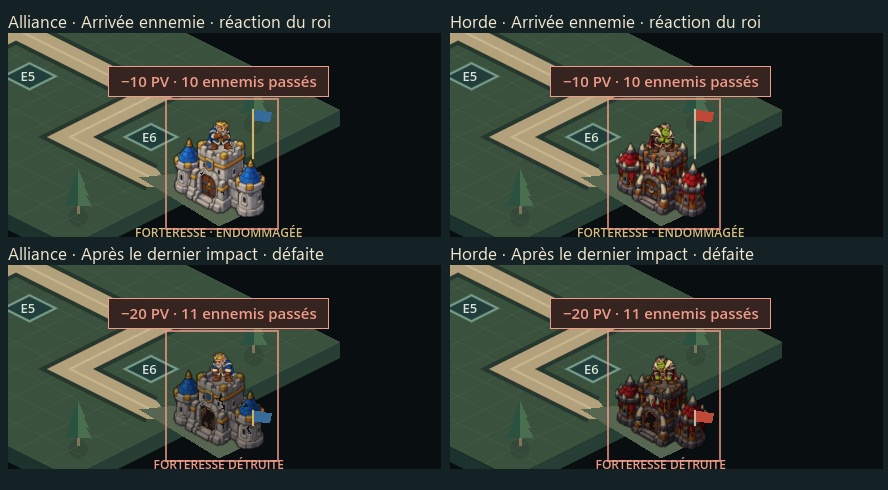 Alliance · Arrivée ennemie · réaction du roi
E5
−10 PV · 10 ennemis passés
E6
FORTERESSE · ENDOMMAGÉE
Horde · Arrivée ennemie · réaction du roi
E5
−10 PV · 10 ennemis passés
E6
FORTERESSE · ENDOMMAGÉE
Alliance · Après le dernier impact · défaite
E5
−20 PV · 11 ennemis passés
E6
FORTERESSE DÉTRUITE
Horde · Après le dernier impact · défaite
E5
−20 PV · 11 ennemis passés
E6
FORTERESSE DÉTRUITE